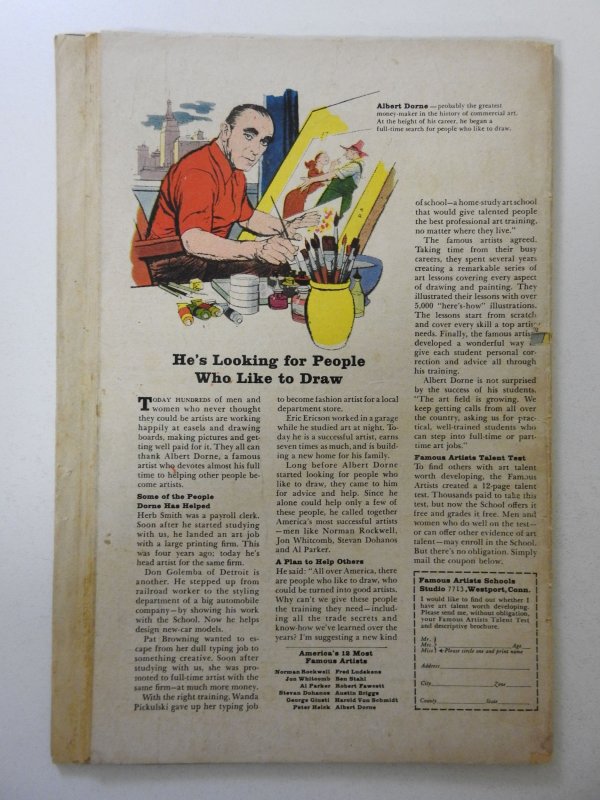 Albert Dorne—probably the greatest
money-maker in the history of commercial art.
At the height of his career, he began a
full-time search for people who like to draw.
He's Looking for People
Who Like to Draw
TODAY HUNDREDS of men and
women who never thought
they could be artists are working
happily at easels and drawing
boards, making pictures and get-
ting well paid for it. They all can
thank Albert Dorne, a famous
artist who devotes almost his full
time to helping other people be-
come artists.
Some of the People
Dorne Has Helped
Herb Smith was a payroll clerk.
Soon after he started studying
with us, he landed an art job
with a large printing firm. This
was four years ago; today he's
head artist for the same firm.
Don Golemba of Detroit is
another. He stepped up from
railroad worker to the styling
department of a big automobile
company—by showing his work
with the School. Now he helps
design new-car models.
Pat Browning wanted to es-
cape from her dull typing job to
something creative. Soon after
studying with us, she was pro-
moted to full-time artist with the
same firm—at much more money.
With the right training, Wanda
Pickulski gave up her typing job
to become fashion artist for a local
department store.
Eric Ericson worked in a garage
while he studied art at night. To-
day he is a successful artist, earns
seven times as much, and is build-
ing a new home for his family.
Long before Albert Dorne
started looking for people who
like to draw, they came to him
for advice and help. Since he
alone could help only a few of
these people, he called together
America's most successful artists
—men like Norman Rockwell,
Jon Whitcomb, Stevan Dohanos
and Al Parker.
A Plan to Help Others
He said: "All over America, there
are people who like to draw, who
could be turned into good artists.
Why can't we give these people
the training they need—includ-
ing all the trade secrets and
know-how we've learned over the
years? I'm suggesting a new kind
America's 12 Most
Famous Artists
Norman Rockwell Fred Ludekens
Jon Whitcomb Ben Stahl
Al Parker Robert Fawcett
Stevan Dohanos Austin Briggs
George Giusti Harold Von Schmidt
Peter Helck Albert Dorne
of school—a home-study art school
that would give talented people
the best professional art training,
no matter where they live."
The famous artists agreed.
Taking time from their busy
careers, they spent several years
creating a remarkable series of
art lessons covering every aspect
of drawing and painting. They
illustrated their lessons with over
5,000 "here's-how" illustrations.
The lessons start from scratch
and cover every skill a top artist
needs. Finally, the famous artists
developed a wonderful way to
give each student personal cor-
rection and advice all through
his training.
Albert Dorne is not surprised
by the success of his students.
"The art field is growing. We
keep getting calls from all over
the country, asking us for prac-
tical, well-trained students who
can step into full-time or part-
time art jobs."
Famous Artists Talent Test
To find others with art talent
worth developing, the Famous
Artists created a 12-page talent
test. Thousands paid to take this
test, but now the School offers it
free and grades it free. Men and
women who do well on the test—
or can offer other evidence of art
talent—may enroll in the School.
But there's no obligation. Simply
mail the coupon below.
Famous Artists Schools
Studio 7715, Westport, Conn.
I would like to find out whether I
have art talent worth developing.
Please send me, without obligation,
your Famous Artists Talent Test
and descriptive brochure.
Mr.
Mrs. Age
Miss Please circle one and print name
Address
City Zone
County State